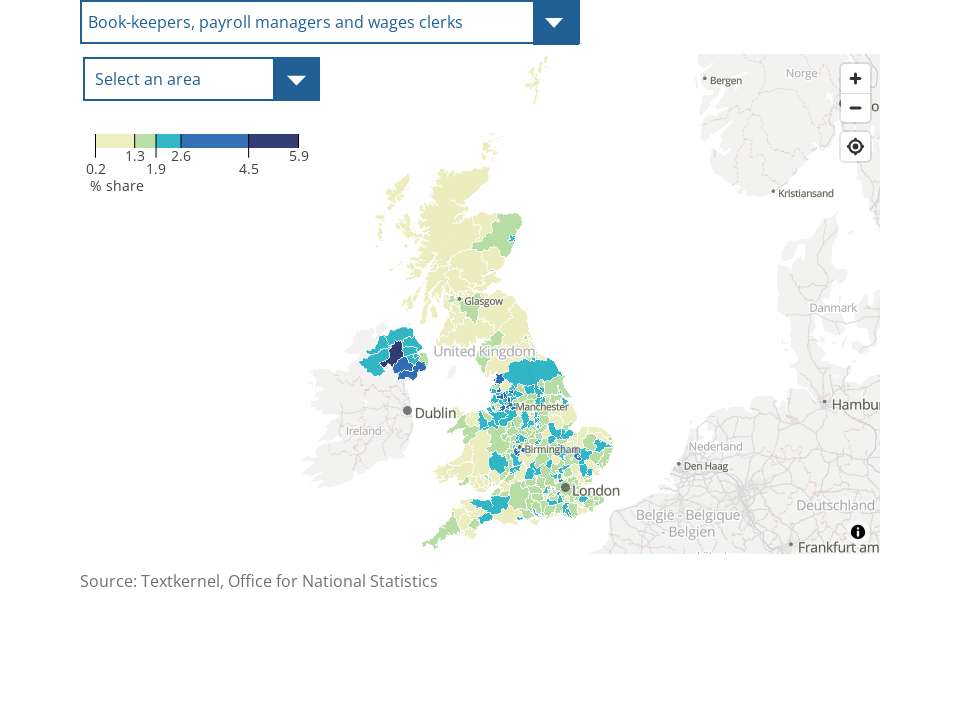 Book-keepers, payroll managers and wages clerks
Select an area
1.3 2.6 5.9
0.2 1.9 4.5
% share
Bergen
Norge
Kristiansand
Glasgow
Danmark
United Kingdom
Dublin
Manchester
Hambu
Ireland
Birmingham
Nederland
Den Haag
London
België - Belgique
- Belgien
Deutschland
Frankfurt am
Source: Textkernel, Office for National Statistics